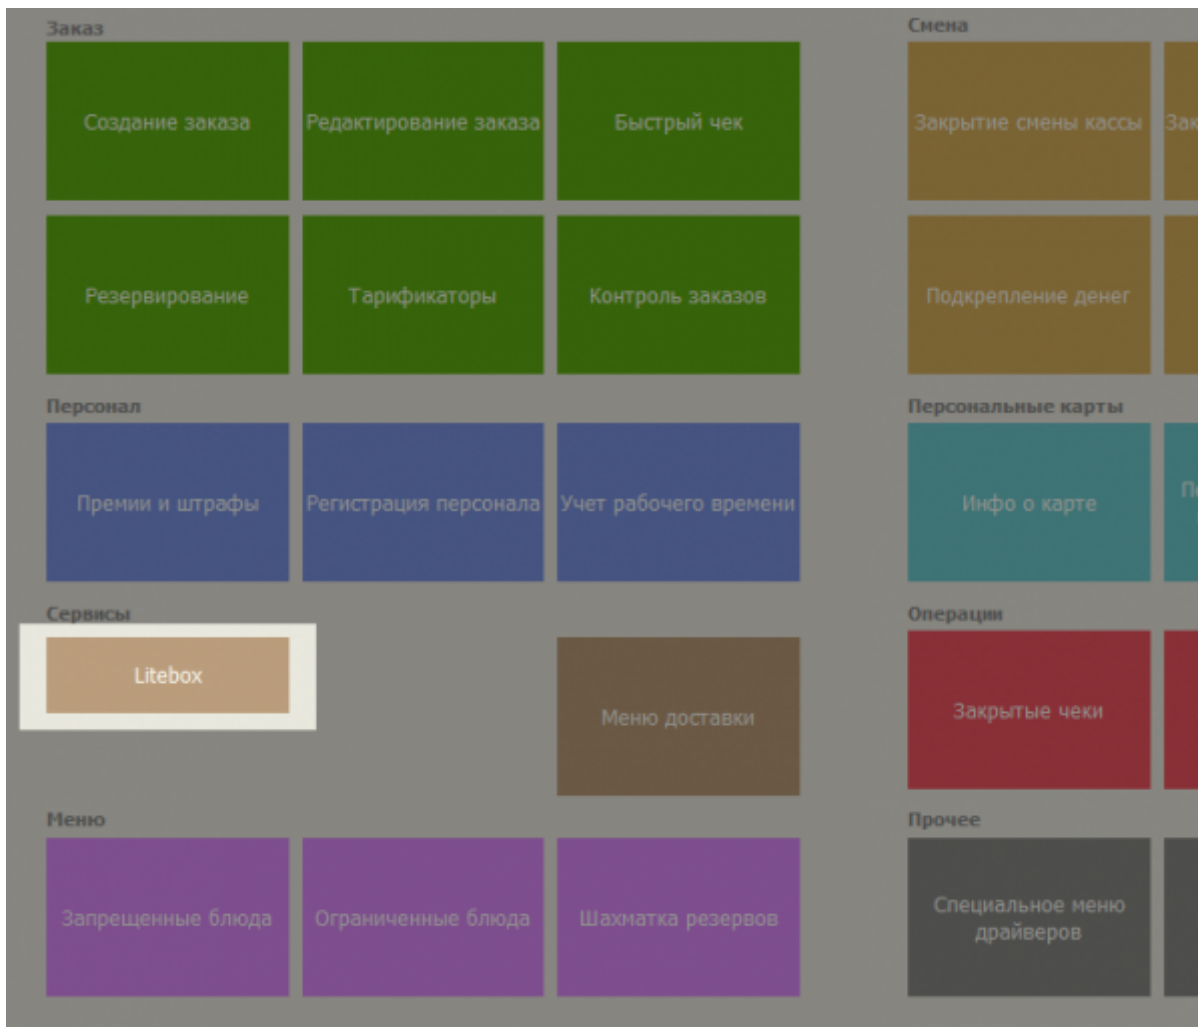 Заказ
Создание заказа
Редактирование заказа
Быстрый чек
Резервирование
Тарификаторы
Контроль заказов
Смена
Закрытие смены кассы
Подкрепление денег
Персонал
Премии и штрафы
Регистрация персонала
Учет рабочего времени
Персональные карты
Инфо о карте
Сервисы
Litebox
Меню доставки
Операции
Закрытые чеки
Меню
Запрещенные блюда
Ограниченные блюда
Шахматка резервов
Прочее
Специальное меню
драйверов